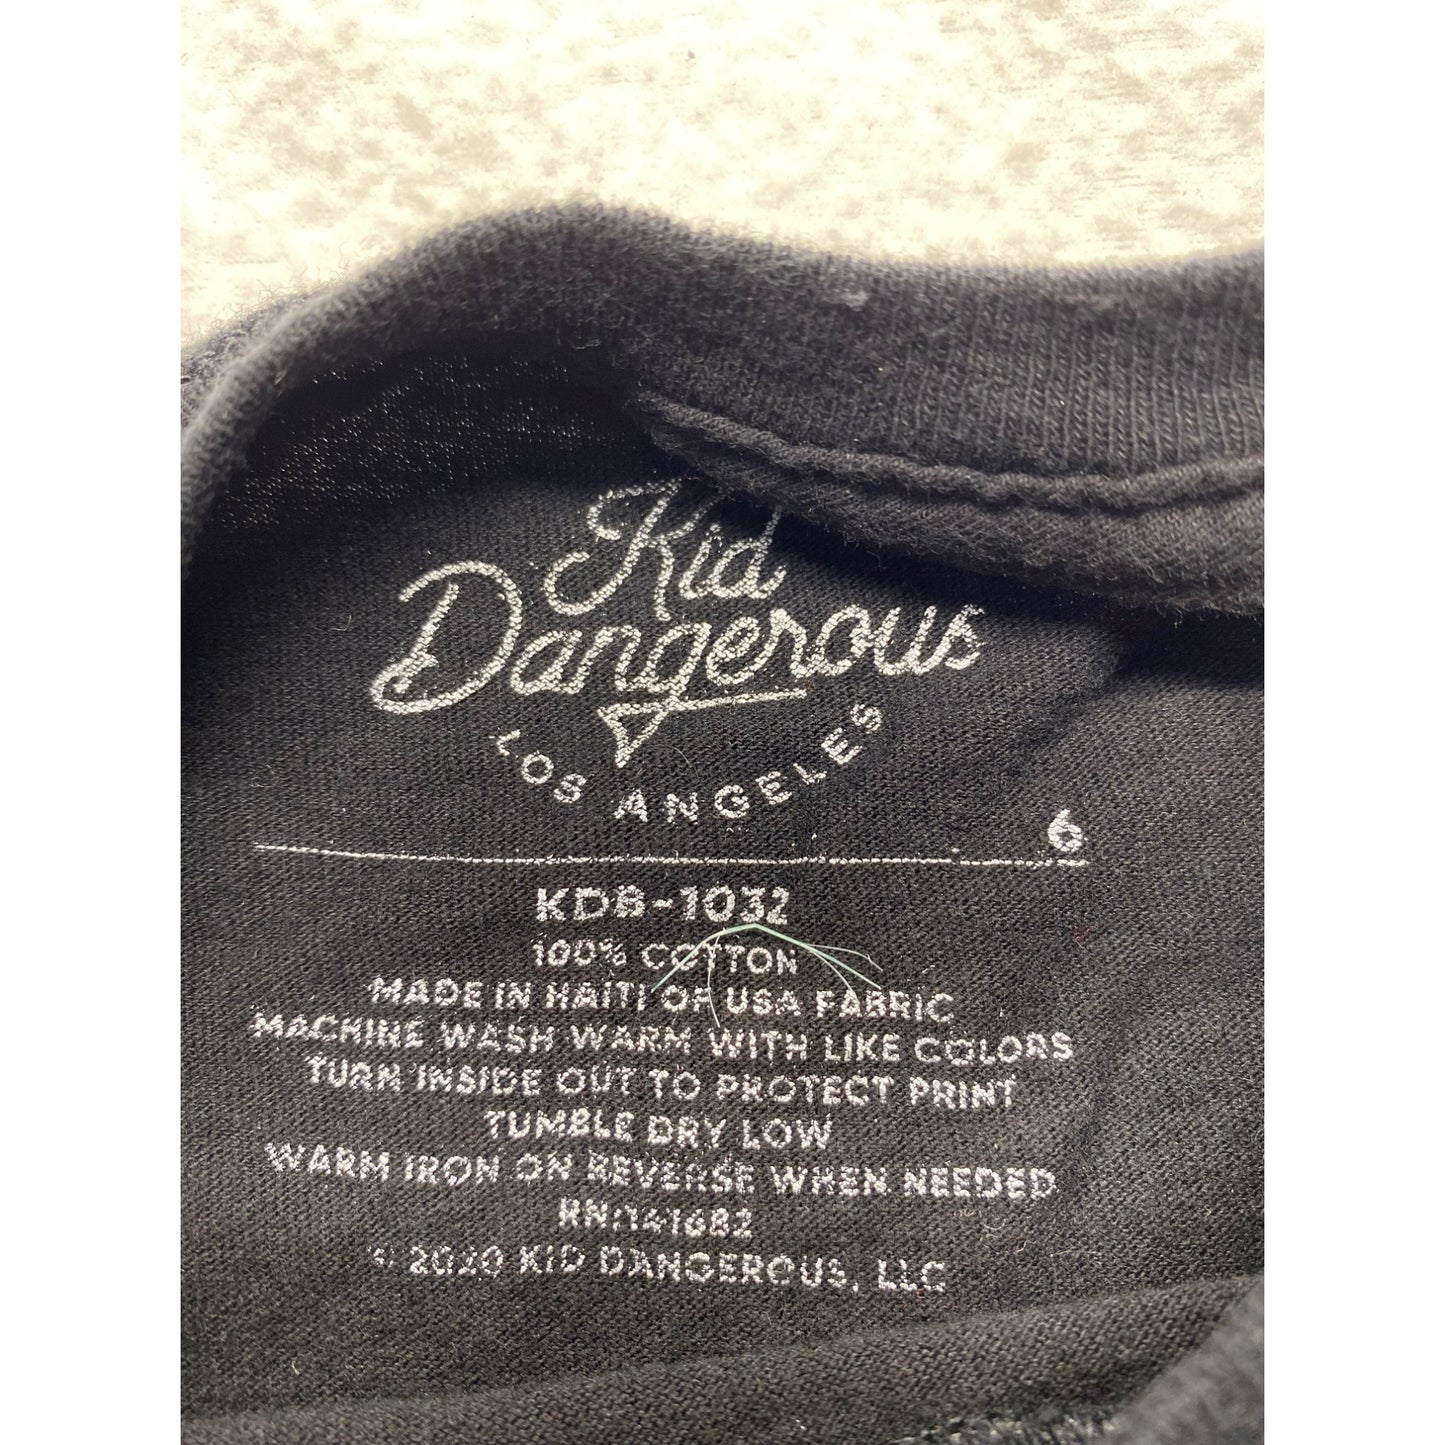 Kid
Dangerous
LOS ANGELES
6
KDB-1032
100% COTTON
MADE IN HAITI OF USA FABRIC
MACHINE WASH WARM WITH LIKE COLORS
TURN INSIDE OUT TO PROTECT PRINT
TUMBLE DRY LOW
WARM IRON ON REVERSE WHEN NEEDED
RN#141682
© 2020 KID DANGEROUS, LLC